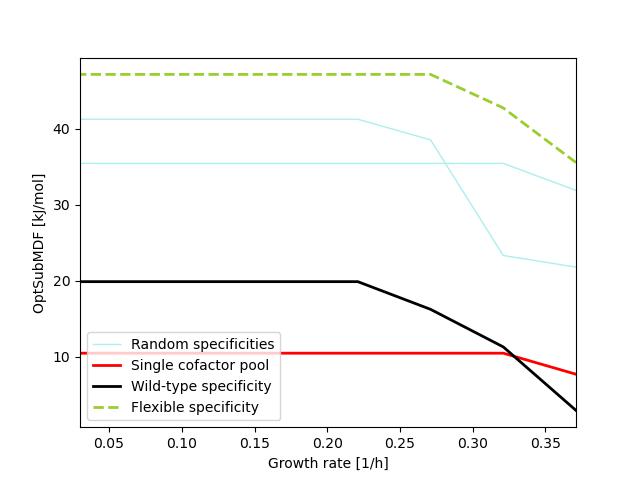 OptSubMDF [kJ/mol]
40
30
20
10
Random specificities
Single cofactor pool
Wild-type specificity
Flexible specificity
0.05 0.10 0.15 0.20 0.25 0.30 0.35
Growth rate [1/h]